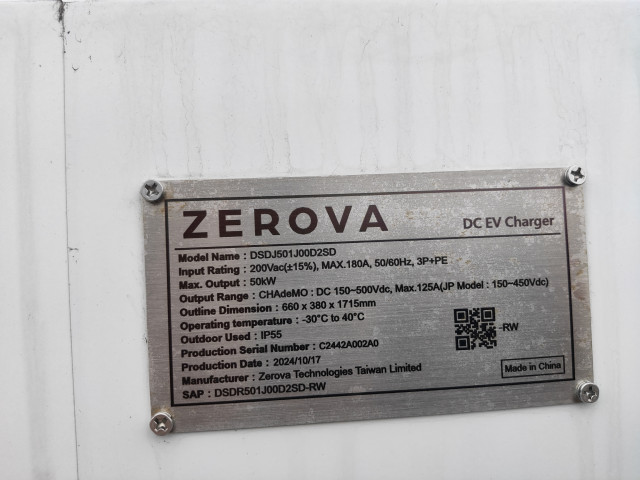 ZEROVA
DC EV Charger
Model Name : DSDJ501J00D2SD
Input Rating : 200Vac(±15%), MAX.180A, 50/60Hz, 3P+PE
Max. Output : 50kW
Output Range : CHAdeMO : DC 150~500Vdc, Max.125A(JP Model : 150~450Vdc)
Outline Dimension : 660 x 380 x 1715mm
Operating temperature : -30°C to 40°C
Outdoor Used : IP55
Production Serial Number : C2442A002A0
Production Date : 2024/10/17
Manufacturer : Zerova Technologies Taiwan Limited
SAP : DSDR501J00D2SD-RW
-RW
Made in China